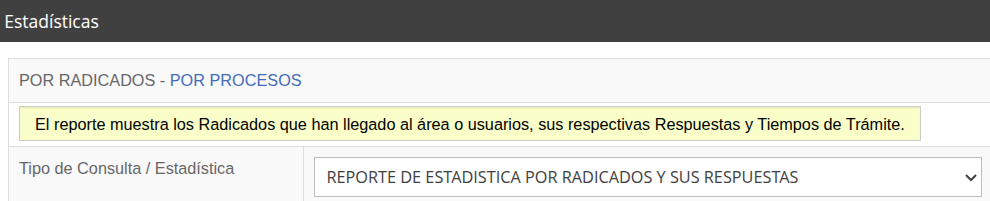 Estadísticas
POR RADICADOS - POR PROCESOS
El reporte muestra los Radicados que han llegado al área o usuarios, sus respectivas Respuestas y Tiempos de Trámite.
Tipo de Consulta / Estadística
REPORTE DE ESTADISTICA POR RADICADOS Y SUS RESPUESTAS